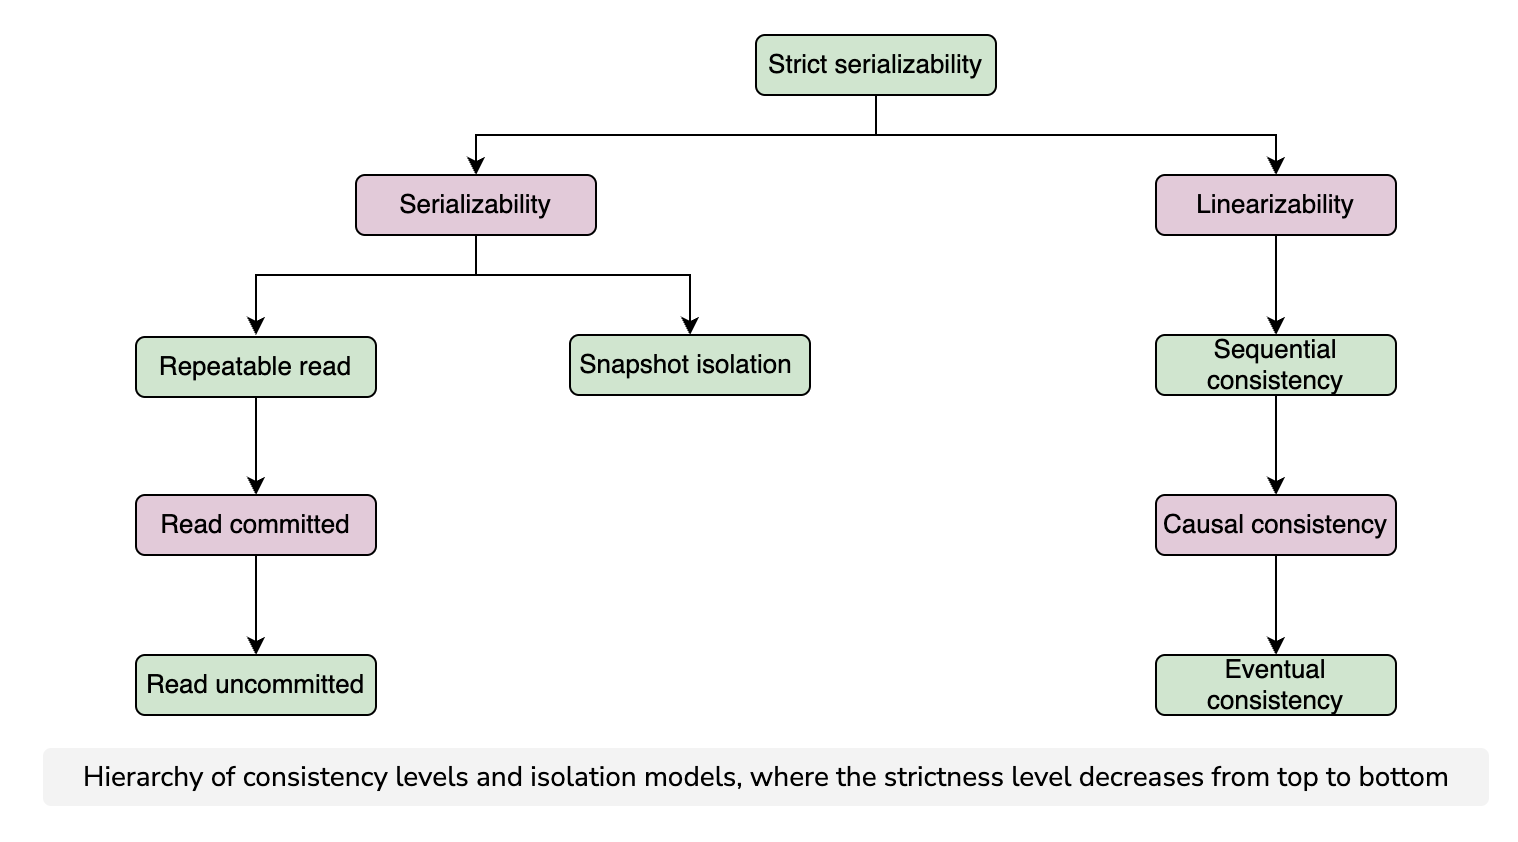 Strict serializability
Serializability
Linearizability
Repeatable read
Snapshot isolation
Sequential
consistency
Read committed
Causal consistency
Read uncommitted
Eventual
consistency
Hierarchy of consistency levels and isolation models, where the strictness level decreases from top to bottom